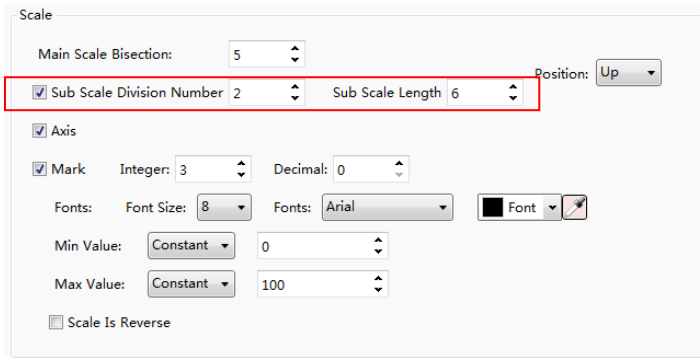 Scale
Main Scale Bisection: 5
Position: Up
Sub Scale Division Number 2 Sub Scale Length 6
Axis
Mark Integer: 3 Decimal: 0
Fonts: Font Size: 8 Fonts: Arial Font
Min Value: Constant 0
Max Value: Constant 100
Scale Is Reverse